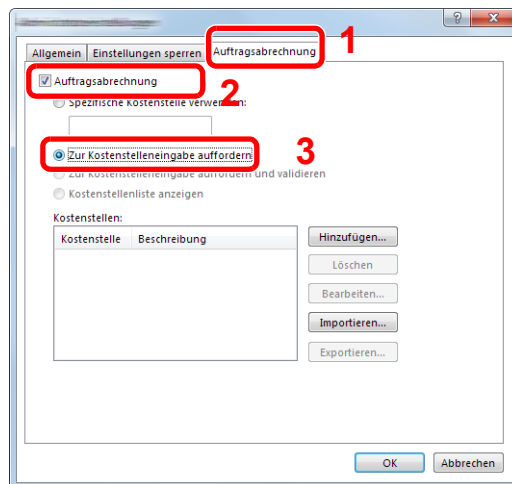 ?
x
1
Allgemein Einstellungen sperren Auftragsabrechnung
Auftragsabrechnung
2
Spezifische Kostenstelle verwenden:
Zur Kostenstelleneingabe auffordern
3
Zur Kostenstelleneingabe auffordern und validieren
Kostenstellenliste anzeigen
Kostenstellen:
Kostenstelle Beschreibung
Hinzufügen...
Löschen
Bearbeiten...
Importieren...
Exportieren...
OK Abbrechen